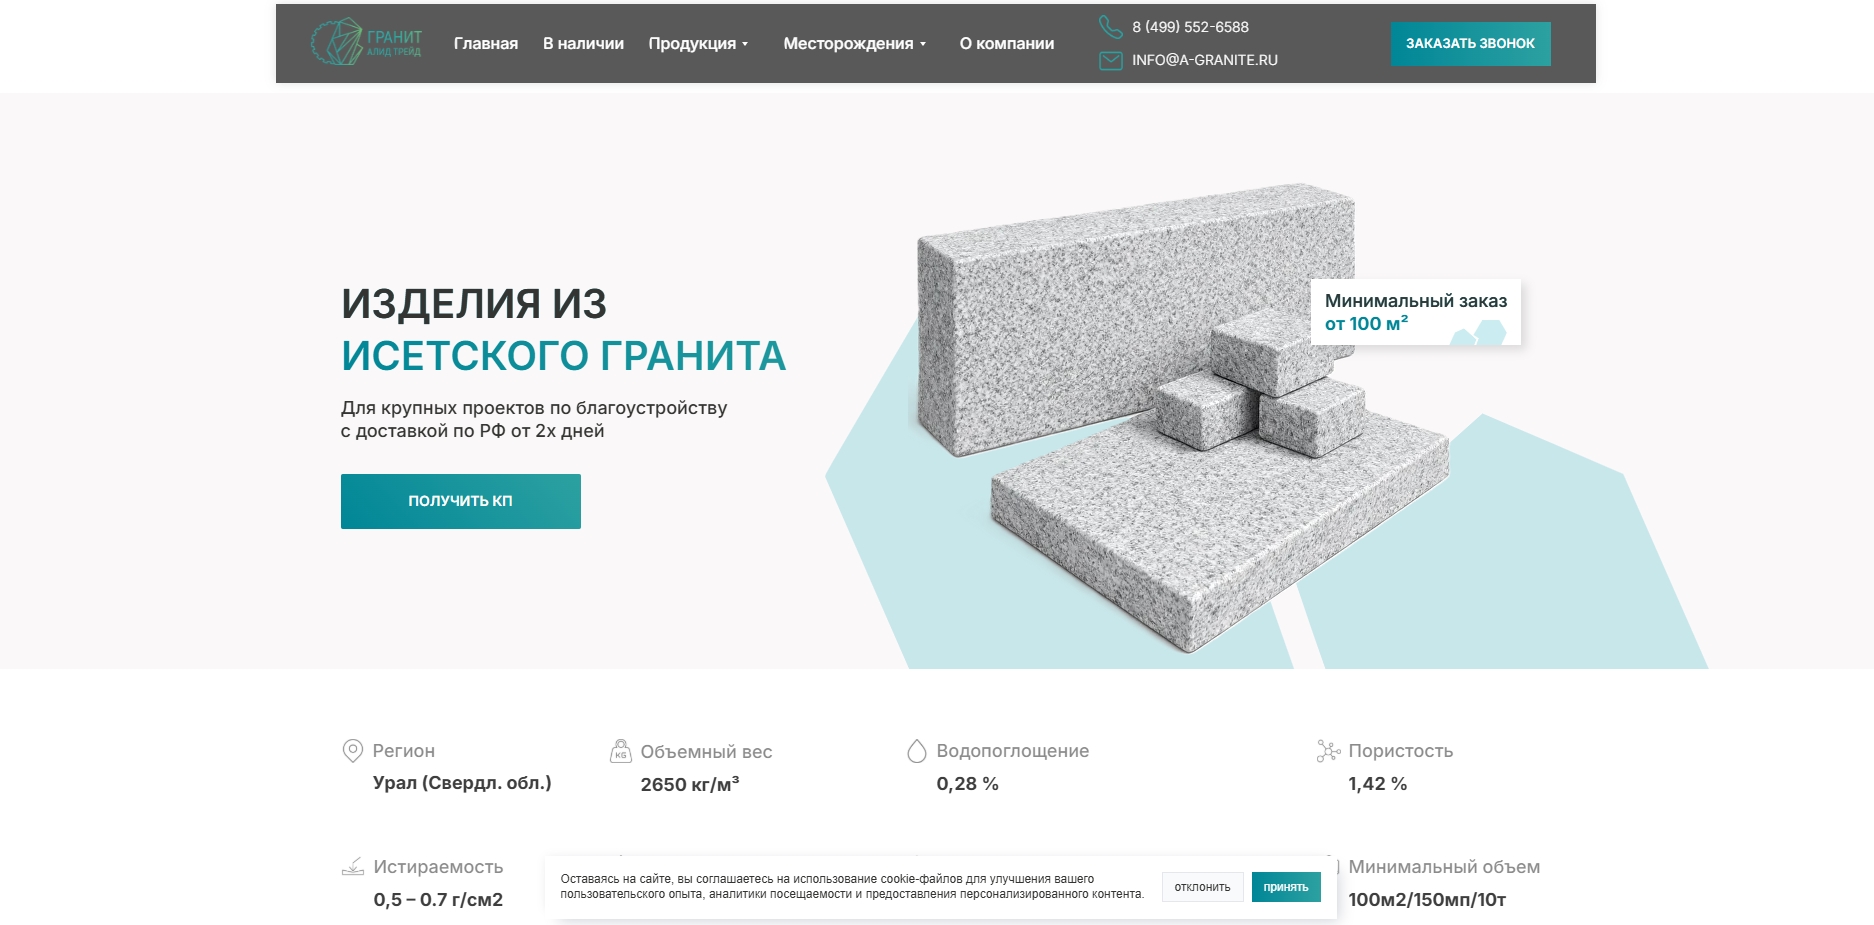 ГРАНИТ
АЛИД ТРЕЙД
Главная
В наличии
Продукция
Месторождения
О компании
8 (499) 552-6588
INFO@A-GRANITE.RU
ЗАКАЗАТЬ ЗВОНОК
ИЗДЕЛИЯ ИЗ
ИСЕТСКОГО ГРАНИТА
Для крупных проектов по благоустройству
с доставкой по РФ от 2х дней
ПОЛУЧИТЬ КП
Минимальный заказ
от 100 м²
Регион
Урал (Свердл. обл.)
KG
Объемный вес
2650 кг/м³
Водопоглощение
0,28 %
Пористость
1,42 %
Истираемость
0,5 – 0.7 г/см2
Минимальный объем
100м2/150мп/10т
Оставаясь на сайте, вы соглашаетесь на использование cookie-файлов для улучшения вашего
пользовательского опыта, аналитики посещаемости и предоставления персонализированного контента.
отклонить
принять